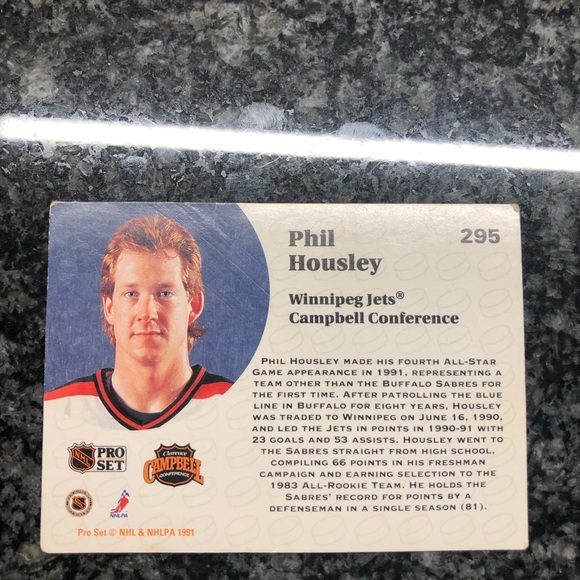 Phil
Housley
295
Winnipeg Jets®
Campbell Conference
PHIL HOUSLEY MADE HIS FOURTH ALL-STAR
GAME APPEARANCE IN 1991, REPRESENTING A
TEAM OTHER THAN THE BUFFALO SABRES FOR
THE FIRST TIME. AFTER PATROLLING THE BLUE
LINE IN BUFFALO FOR EIGHT YEARS, HOUSLEY
WAS TRADED TO WINNIPEG ON JUNE 16, 1990,
AND LED THE JETS IN POINTS IN 1990-91 WITH
23 GOALS AND 53 ASSISTS. HOUSLEY WENT TO
THE SABRES STRAIGHT FROM HIGH SCHOOL,
COMPILING 66 POINTS IN HIS FRESHMAN
CAMPAIGN AND EARNING SELECTION TO THE
1983 ALL-ROOKIE TEAM. HE HOLDS THE
SABRES' RECORD FOR POINTS BY A
DEFENSEMAN IN A SINGLE SEASON (81).
NHL
PRO
SET
Clarence
CAMPBELL
CONFERENCE
NHLPA
Pro Set © NHL & NHLPA 1991